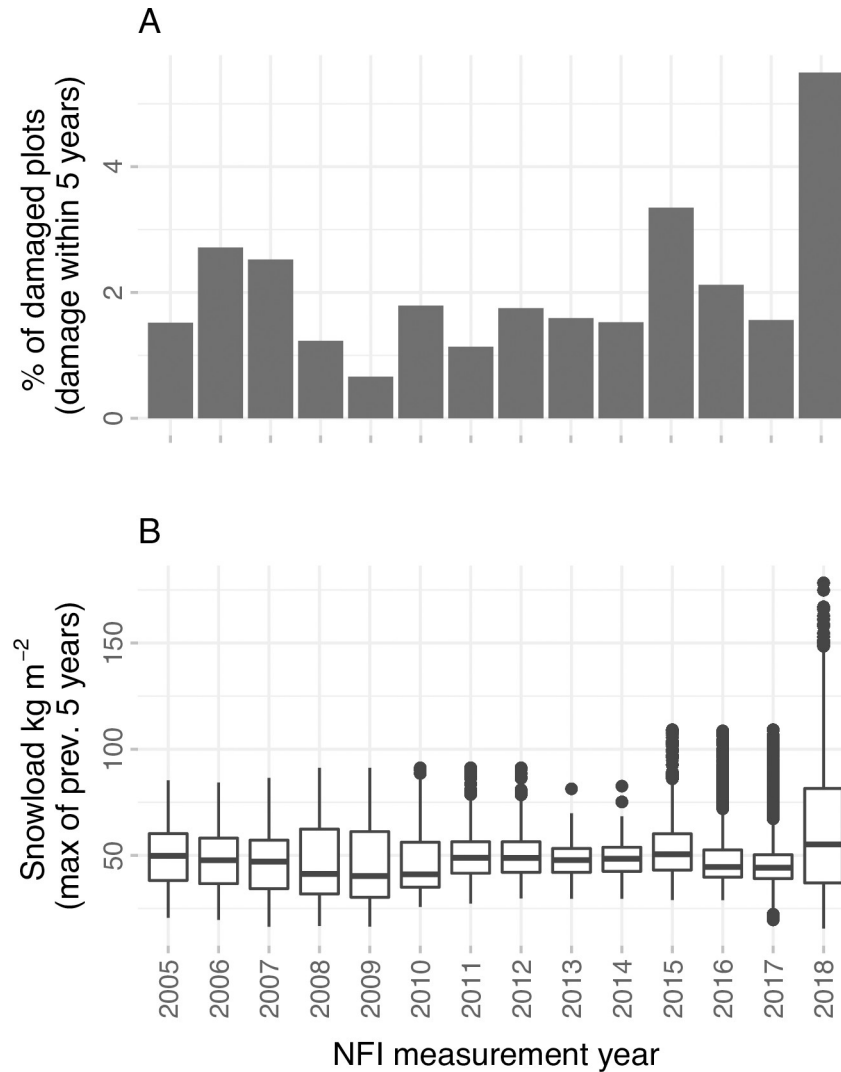 A
% of damaged plots
(damage within 5 years)
4
2
0
B
Snowload kg m⁻²
(max of prev. 5 years)
150
100
50
2005 2006 2007 2008 2009 2010 2011 2012 2013 2014 2015 2016 2017 2018
NFI measurement year